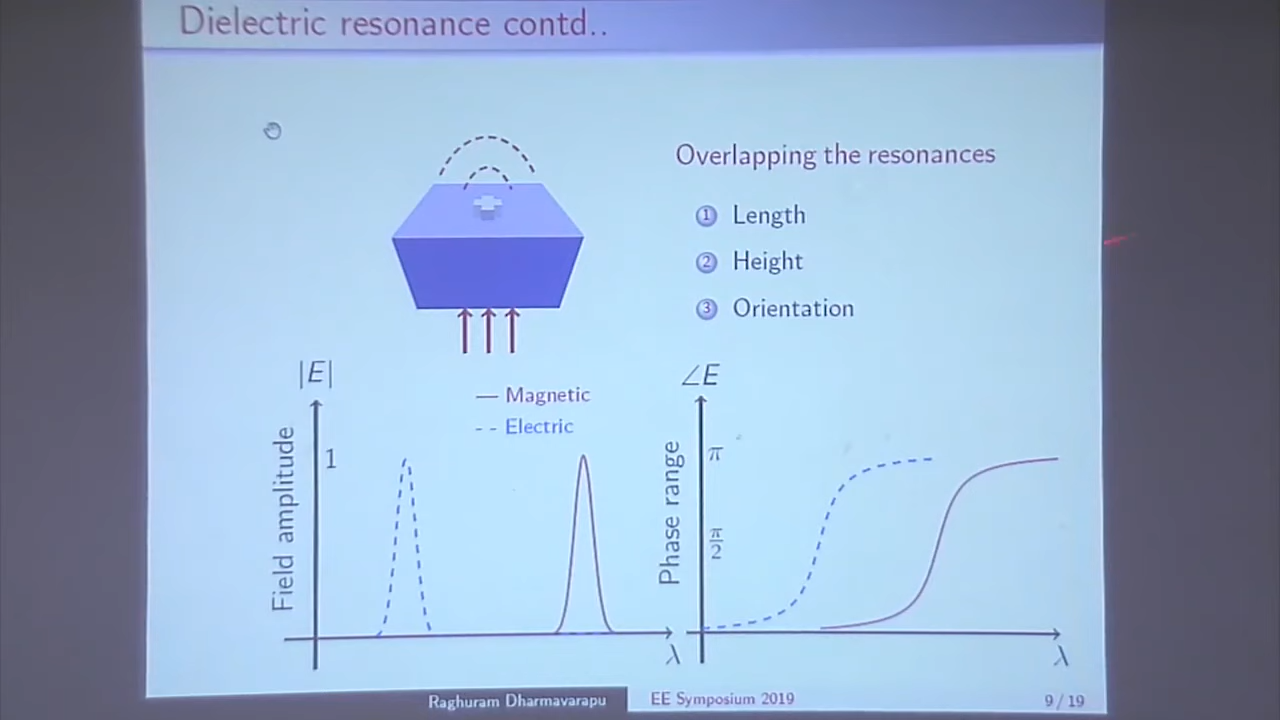 Dielectric resonance contd..
Overlapping the resonances
1 Length
2 Height
3 Orientation
|E|
Field amplitude
1
— Magnetic
-- Electric
λ
∠E
Phase range
π
π/2
λ
Raghuram Dharmavarapu
EE Symposium 2019
9 / 19